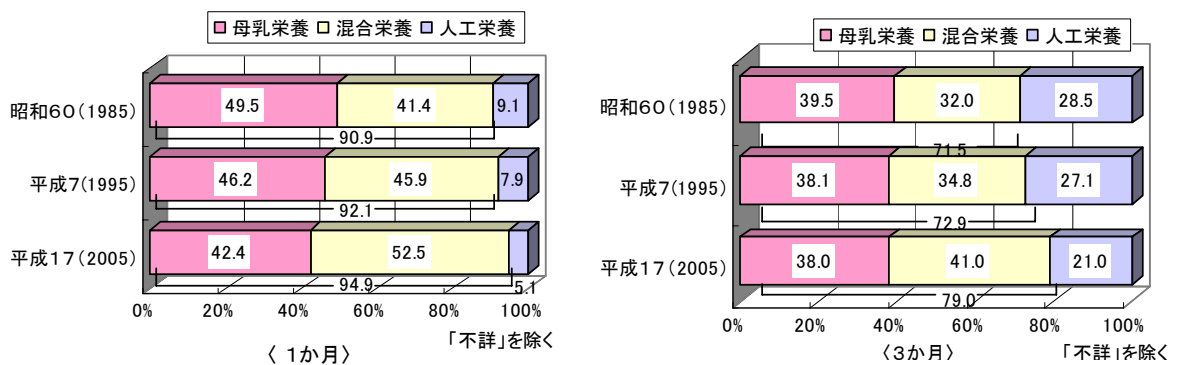 母乳栄養 混合栄養 人工栄養
昭和60(1985) 49.5 41.4 9.1
90.9
平成7(1995) 46.2 45.9 7.9
92.1
平成17(2005) 42.4 52.5
94.9 5.1
0% 20% 40% 60% 80% 100%
「不詳」を除く
〈 1か月〉
母乳栄養 混合栄養 人工栄養
昭和60(1985) 39.5 32.0 28.5
71.5
平成7(1995) 38.1 34.8 27.1
72.9
平成17(2005) 38.0 41.0 21.0
79.0
0% 20% 40% 60% 80% 100%
〈3か月〉 「不詳」を除く